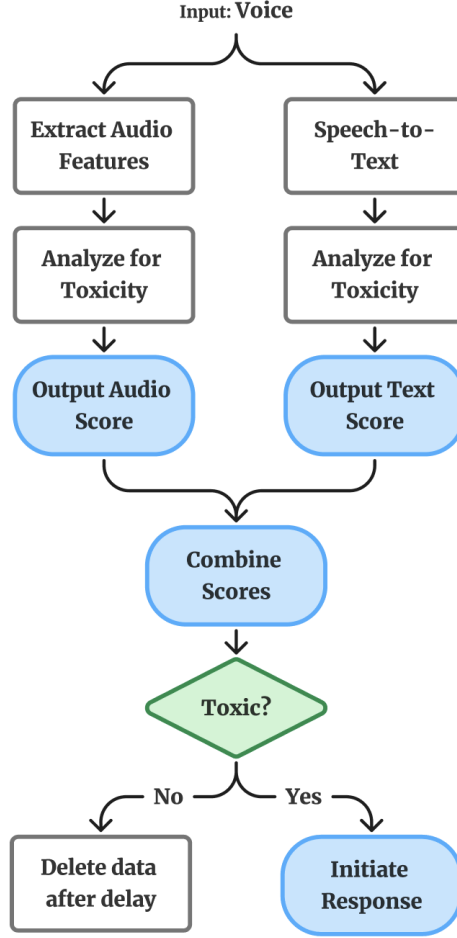 Input: Voice
Extract Audio
Features
Speech-to-
Text
Analyze for
Toxicity
Analyze for
Toxicity
Output Audio
Score
Output Text
Score
Combine
Scores
Toxic?
No
Yes
Delete data
after delay
Initiate
Response